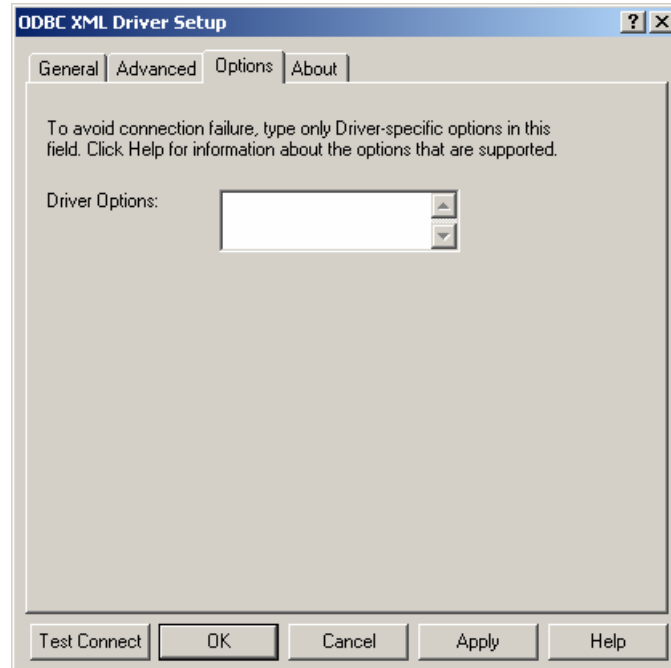 ODBC XML Driver Setup
General
Advanced
Options
About
To avoid connection failure, type only Driver-specific options in this
field. Click Help for information about the options that are supported.
Driver Options:
Test Connect
OK
Cancel
Apply
Help